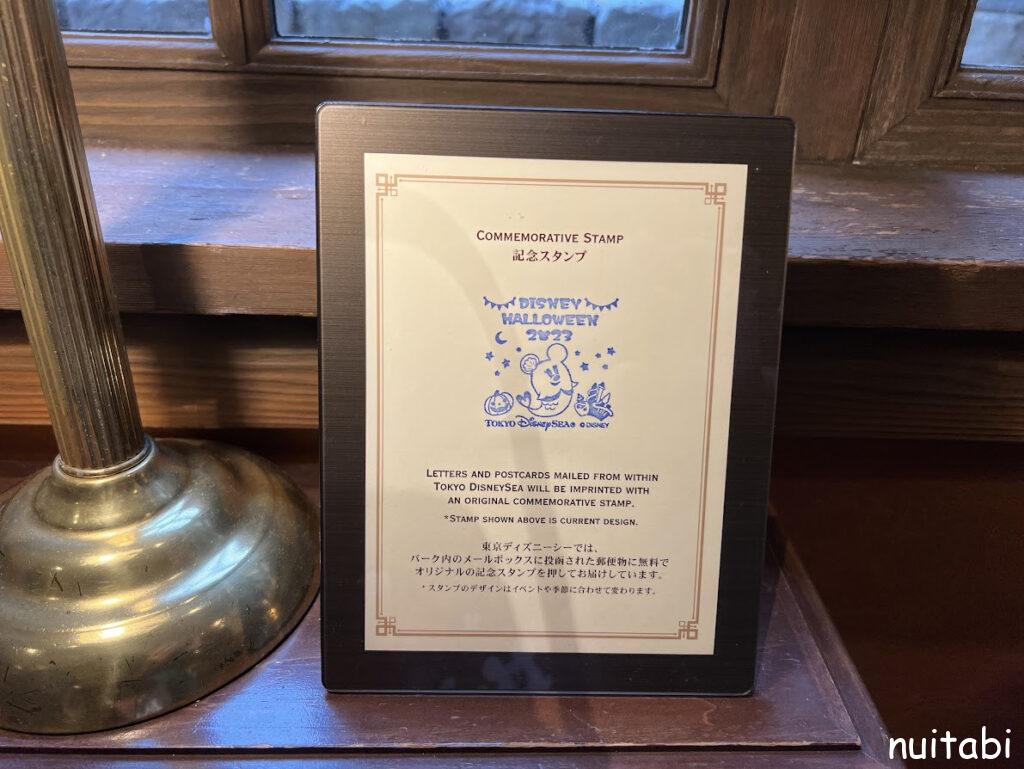 COMMEMORATIVE STAMP
記念スタンプ
DISNEY
HALLOWEEN
2023
TOKYO DISNEYSEA® © DISNEY
LETTERS AND POSTCARDS MAILED FROM WITHIN
TOKYO DISNEYSEA WILL BE IMPRINTED WITH
AN ORIGINAL COMMEMORATIVE STAMP.
*STAMP SHOWN ABOVE IS CURRENT DESIGN.
東京ディズニーシーでは、
パーク内のメールボックスに投函された郵便物に無料で
オリジナルの記念スタンプを押してお届けしています。
*スタンプのデザインはイベントや季節に合わせて変わります。
nuitabi